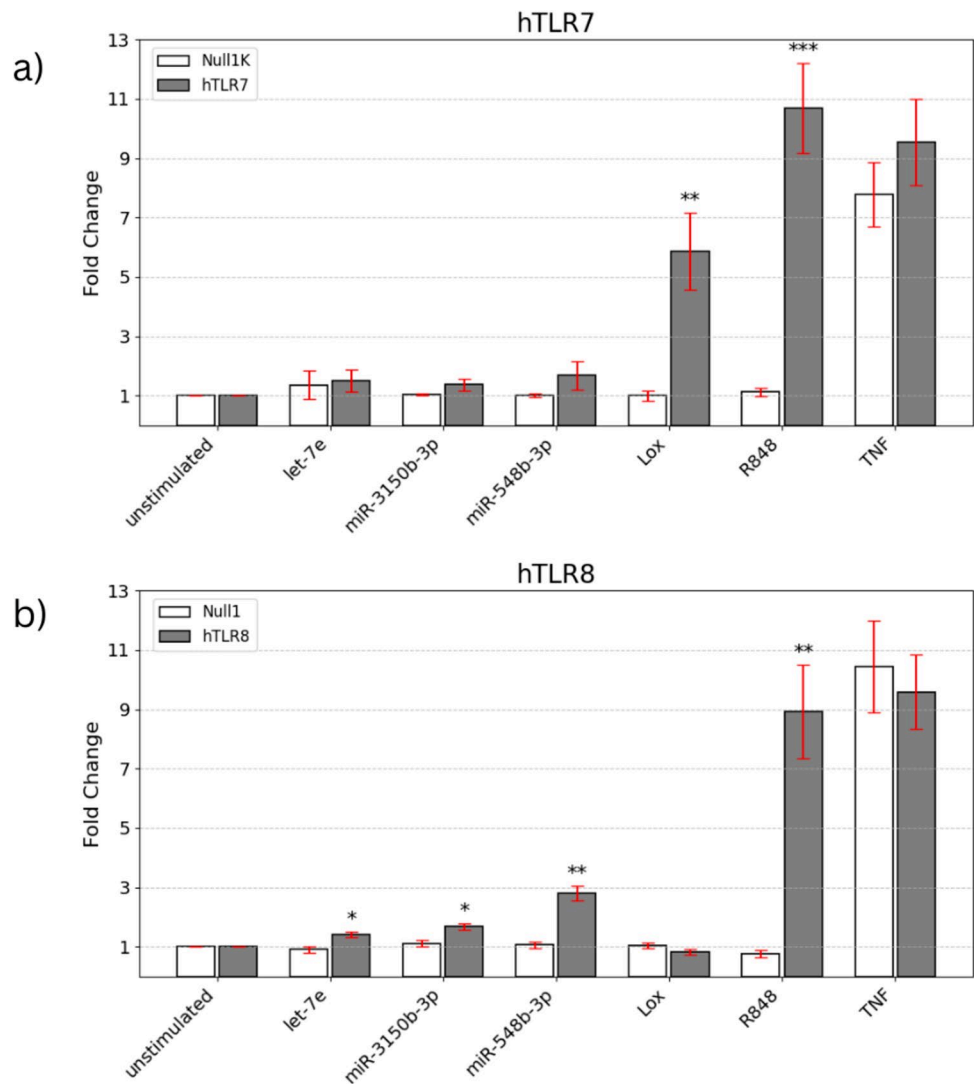 hTLR7
a)
13
11
9
7
5
3
1
Fold Change
Null1K
hTLR7
**
***
unstimulated
let-7e
miR-3150b-3p
miR-548b-3p
Lox
R848
TNF
hTLR8
b)
13
11
9
7
5
3
1
Fold Change
Null1
hTLR8
*
*
**
**
unstimulated
let-7e
miR-3150b-3p
miR-548b-3p
Lox
R848
TNF